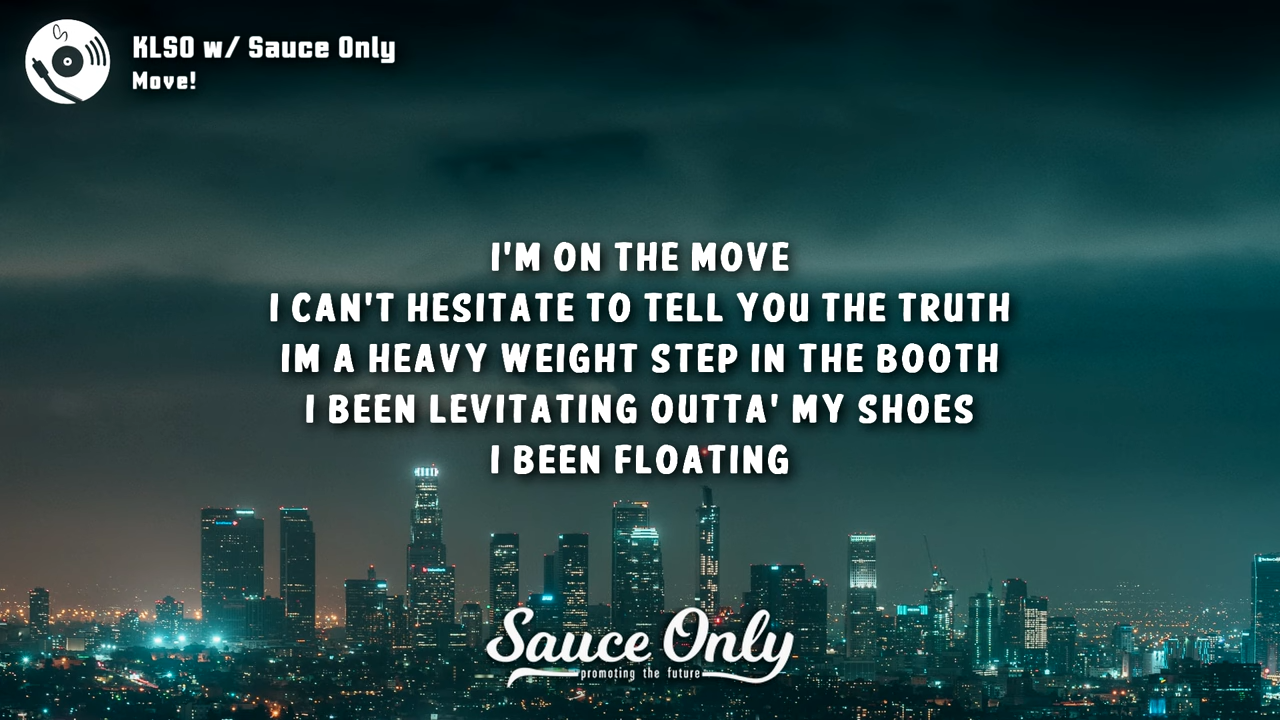 KLSO w/ Sauce Only
Move!
I'M ON THE MOVE
I CAN'T HESITATE TO TELL YOU THE TRUTH
IM A HEAVY WEIGHT STEP IN THE BOOTH
I BEEN LEVITATING OUTTA' MY SHOES
I BEEN FLOATING
Sauce Only
promoting the future